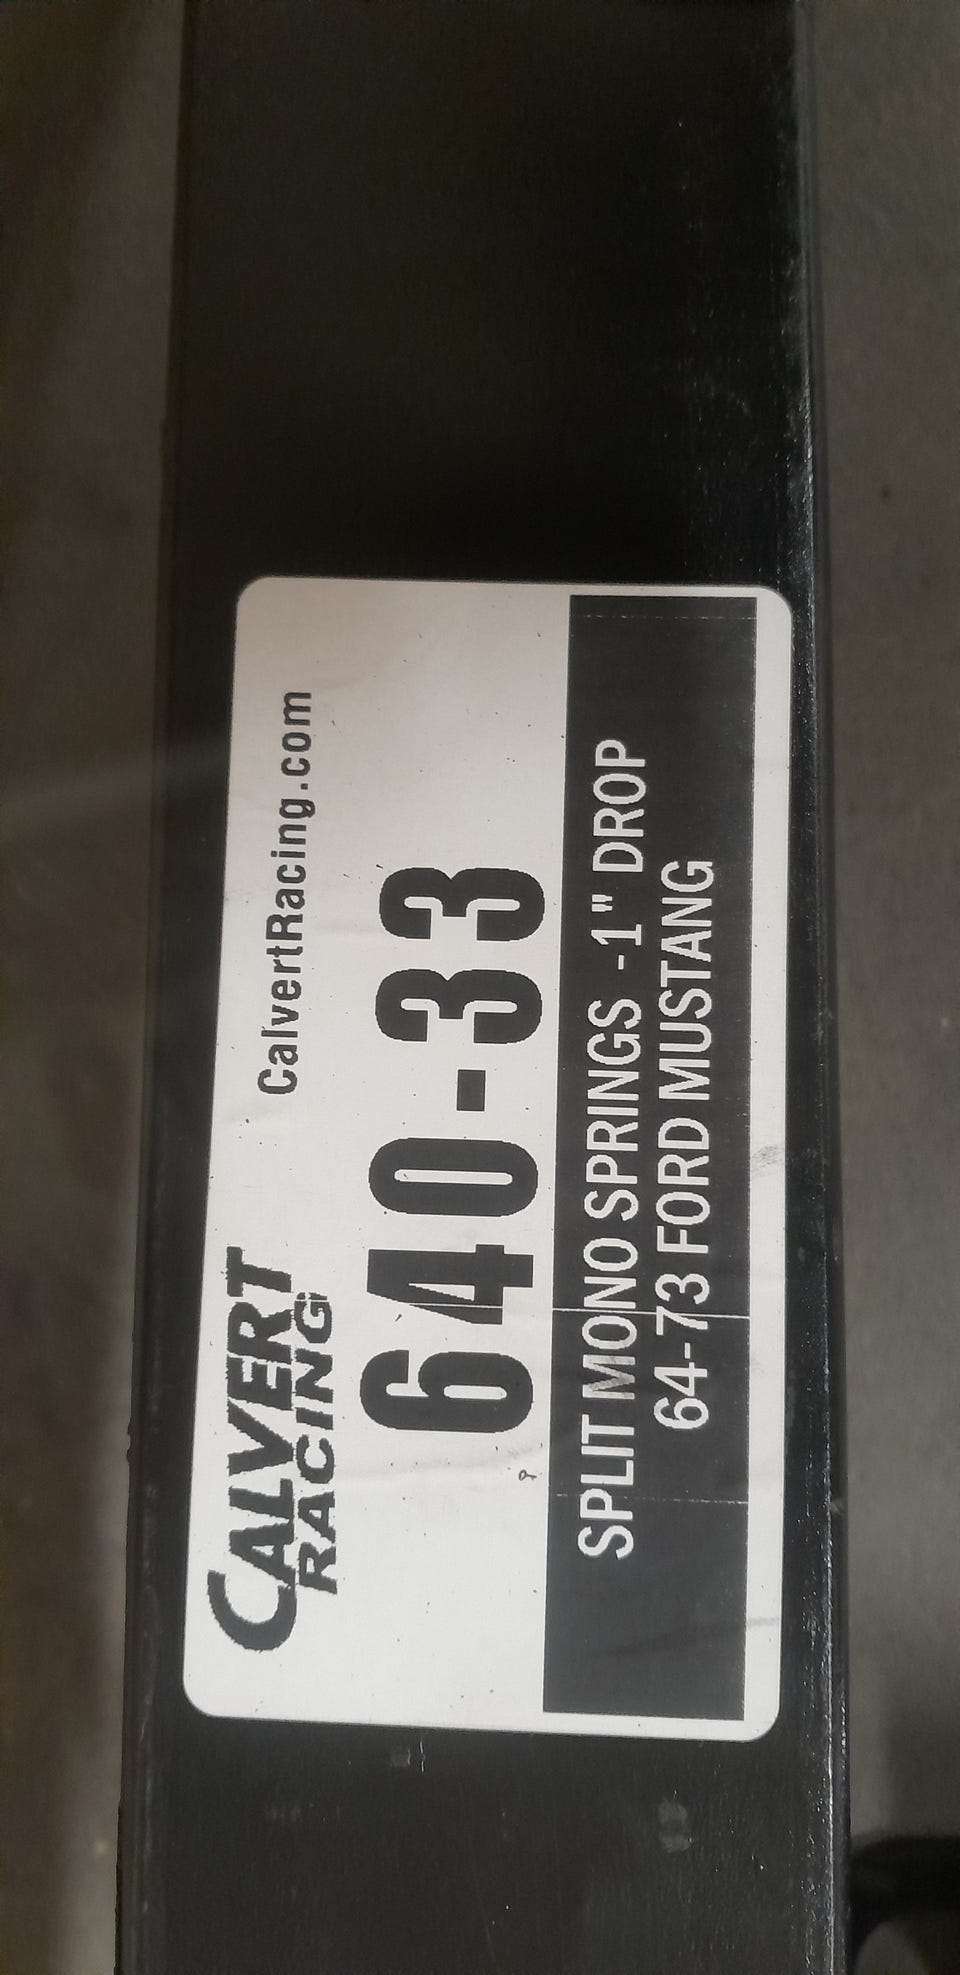 CALVERT
RACING
CalvertRacing.com
640-33
SPLIT MONO SPRINGS -1" DROP
64-73 FORD MUSTANG